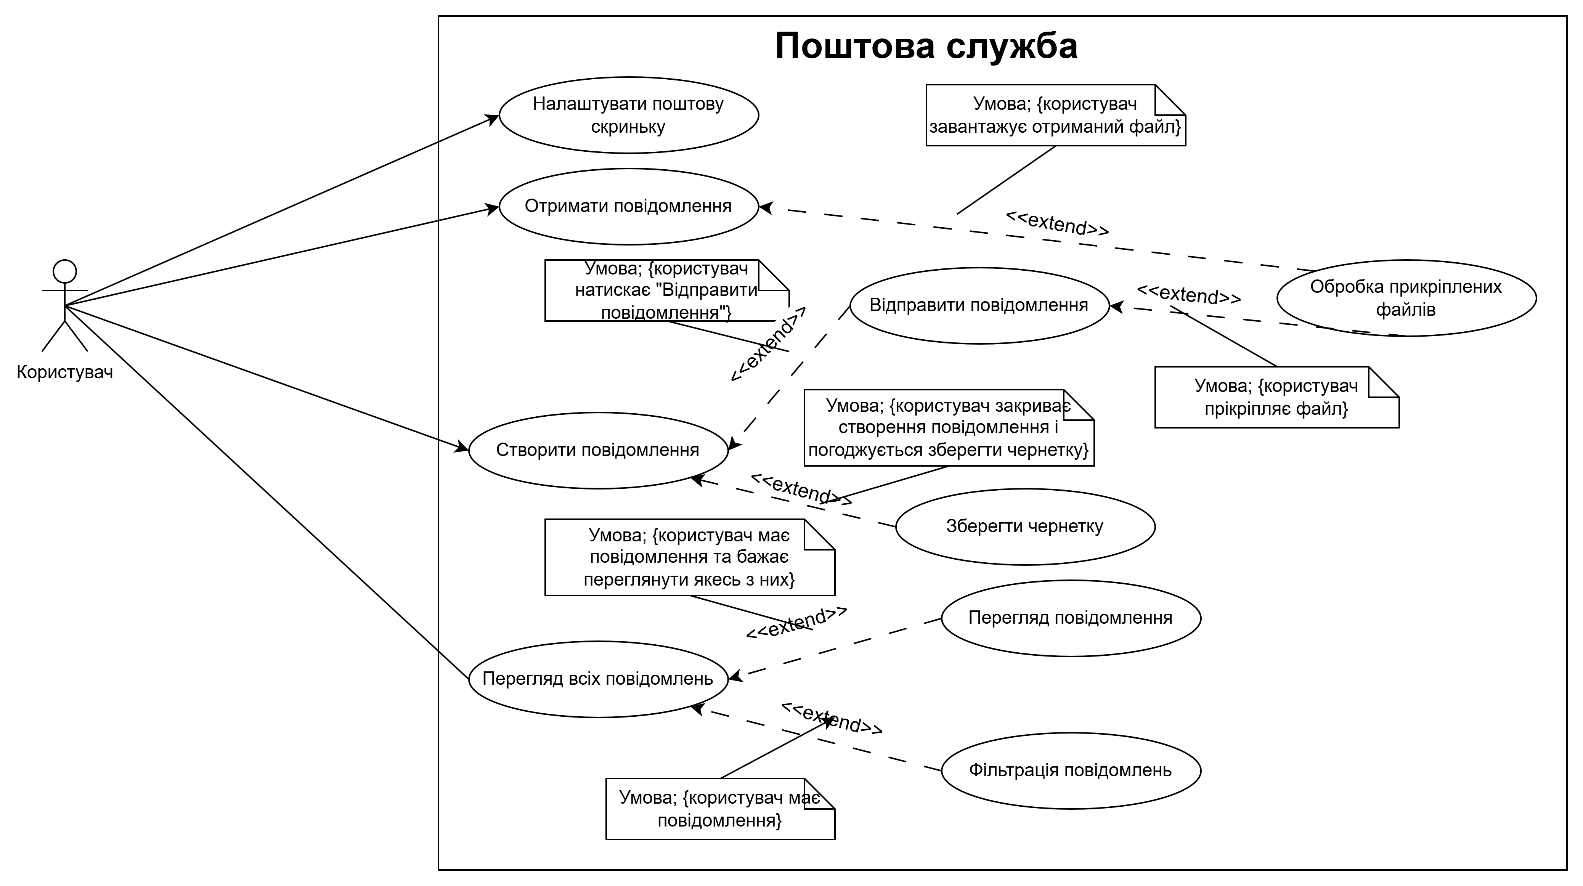 Поштова служба
Налаштувати поштову
скриньку
Умова; {користувач
завантажує отриманий файл}
Отримати повідомлення
<<extend>>
Умова; {користувач
натискає "Відправити
повідомлення"}
Відправити повідомлення
<<extend>>
Обробка прикріплених
файлів
<<extend>>
Користувач
Умова; {користувач
прікріпляє файл}
Умова; {користувач закриває
створення повідомлення і
погоджується зберегти чернетку}
Створити повідомлення
<<extend>>
Зберегти чернетку
Умова; {користувач має
повідомлення та бажає
переглянути якесь з них}
<<extend>>
Перегляд повідомлення
Перегляд всіх повідомлень
<<extend>>
Фільтрація повідомлень
Умова; {користувач має
повідомлення}